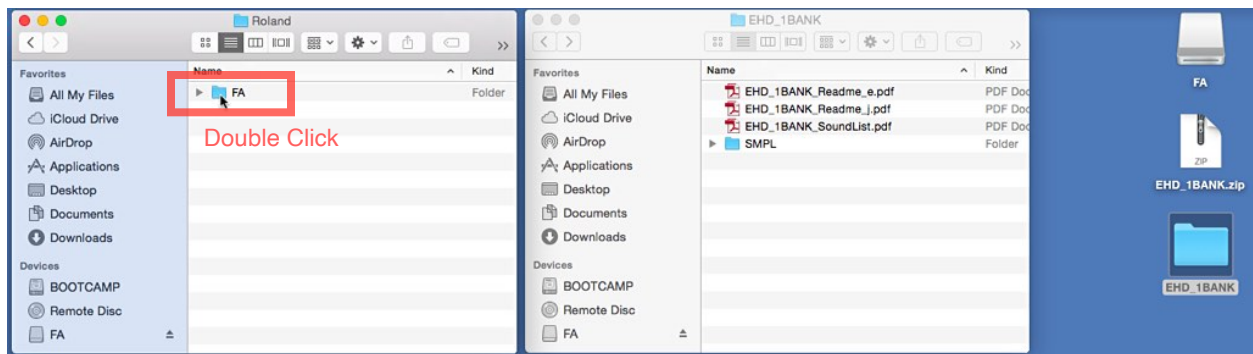 Roland
Name
Kind
FA
Folder
Double Click
Favorites
All My Files
iCloud Drive
AirDrop
Applications
Desktop
Documents
Downloads
Devices
BOOTCAMP
Remote Disc
FA
EHD_1BANK
Name
Kind
EHD_1BANK_Readme_e.pdf
PDF Doc
EHD_1BANK_Readme_j.pdf
PDF Doc
EHD_1BANK_SoundList.pdf
PDF Doc
SMPL
Folder
Favorites
All My Files
iCloud Drive
AirDrop
Applications
Desktop
Documents
Downloads
Devices
BOOTCAMP
Remote Disc
FA
FA
ZIP
EHD_1BANK.zip
EHD_1BANK